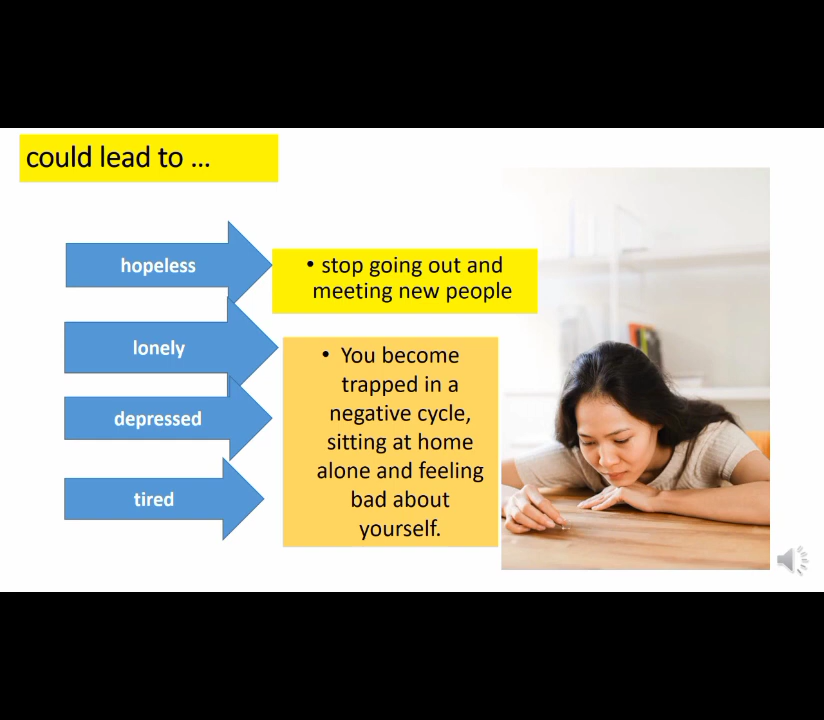 could lead to ...
hopeless
lonely
depressed
tired
• stop going out and
meeting new people
• You become
trapped in a
negative cycle,
sitting at home
alone and feeling
bad about
yourself.